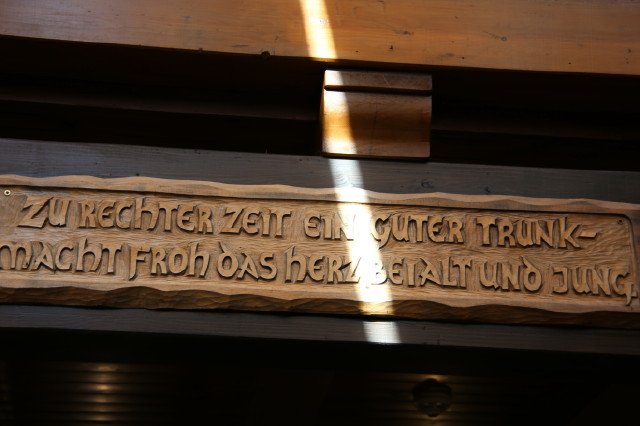 ZU RECHTER ZEIT EIN GUTER TRUNK-
MACHT FROH DAS HERZ BEI ALT UND JUNG,